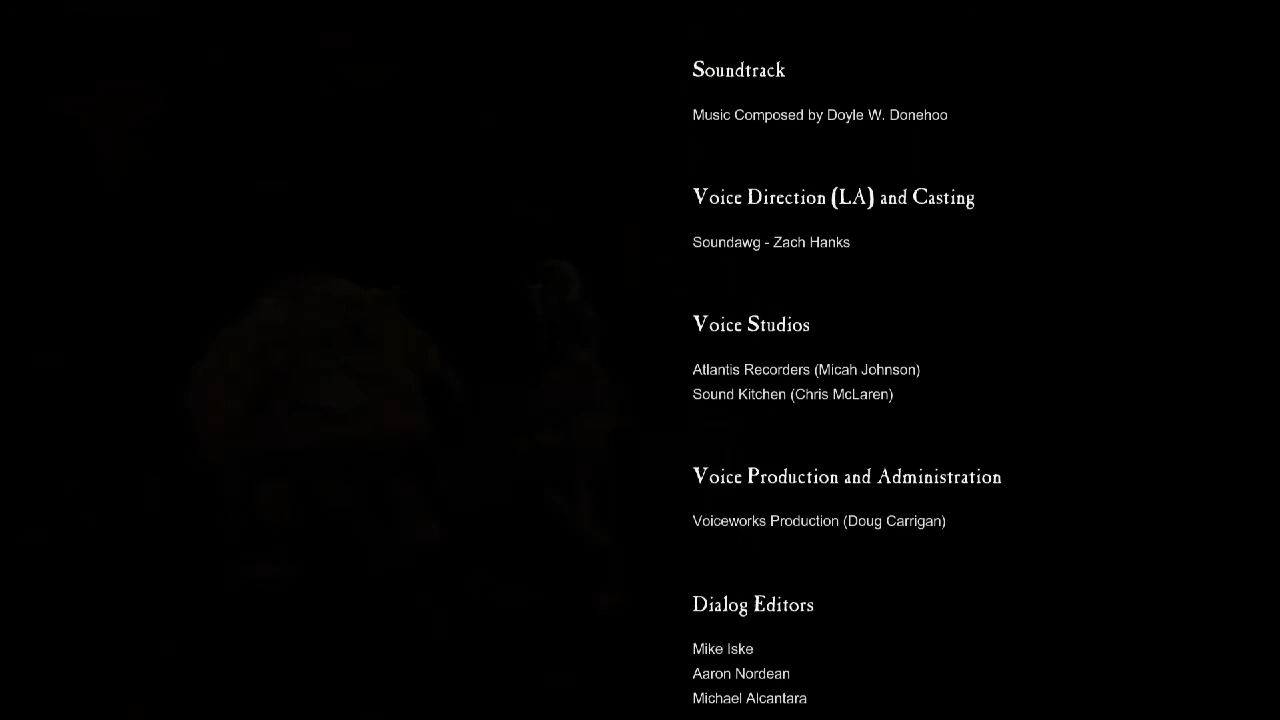 Soundtrack
Music Composed by Doyle W. Donehoo
Voice Direction (LA) and Casting
Soundawg - Zach Hanks
Voice Studios
Atlantis Recorders (Micah Johnson)
Sound Kitchen (Chris McLaren)
Voice Production and Administration
Voiceworks Production (Doug Carrigan)
Dialog Editors
Mike Iske
Aaron Nordean
Michael Alcantara